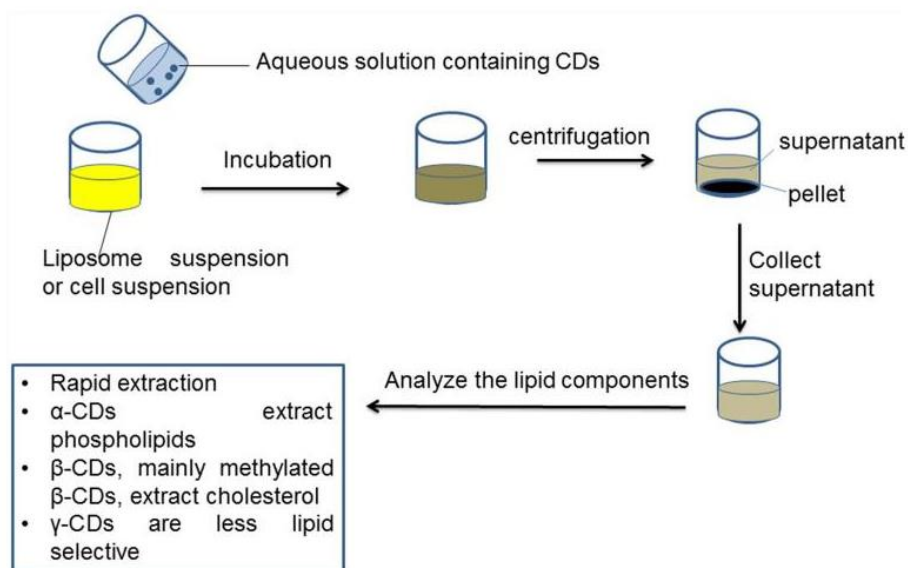 Aqueous solution containing CDs
Incubation
centrifugation
supernatant
pellet
Liposome suspension
or cell suspension
Collect
supernatant
Analyze the lipid components
• Rapid extraction
• α-CDs extract
phospholipids
• β-CDs, mainly methylated
β-CDs, extract cholesterol
• γ-CDs are less lipid
selective